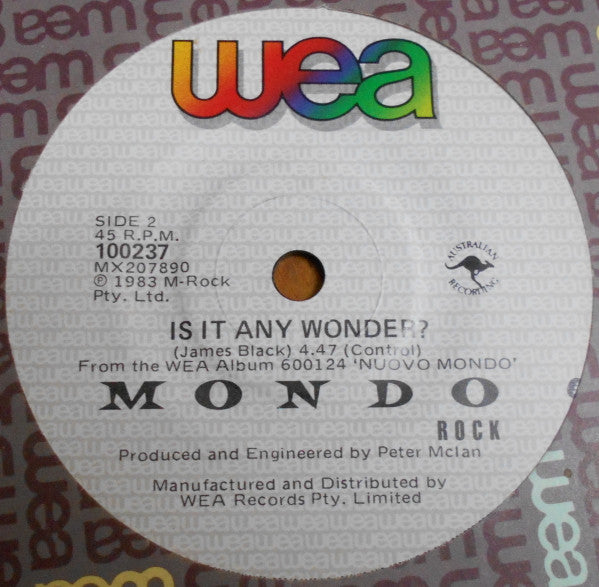 wea
SIDE 2
45 R.P.M.
100237
MX207890
℗ 1983 M-Rock
Pty. Ltd.
AUSTRALIAN
RECORDING
IS IT ANY WONDER?
(James Black) 4.47 (Control)
From the WEA Album 600124 'NUOVO MONDO'
MONDO
ROCK
Produced and Engineered by Peter McIan
Manufactured and Distributed by
WEA Records Pty. Limited
wea